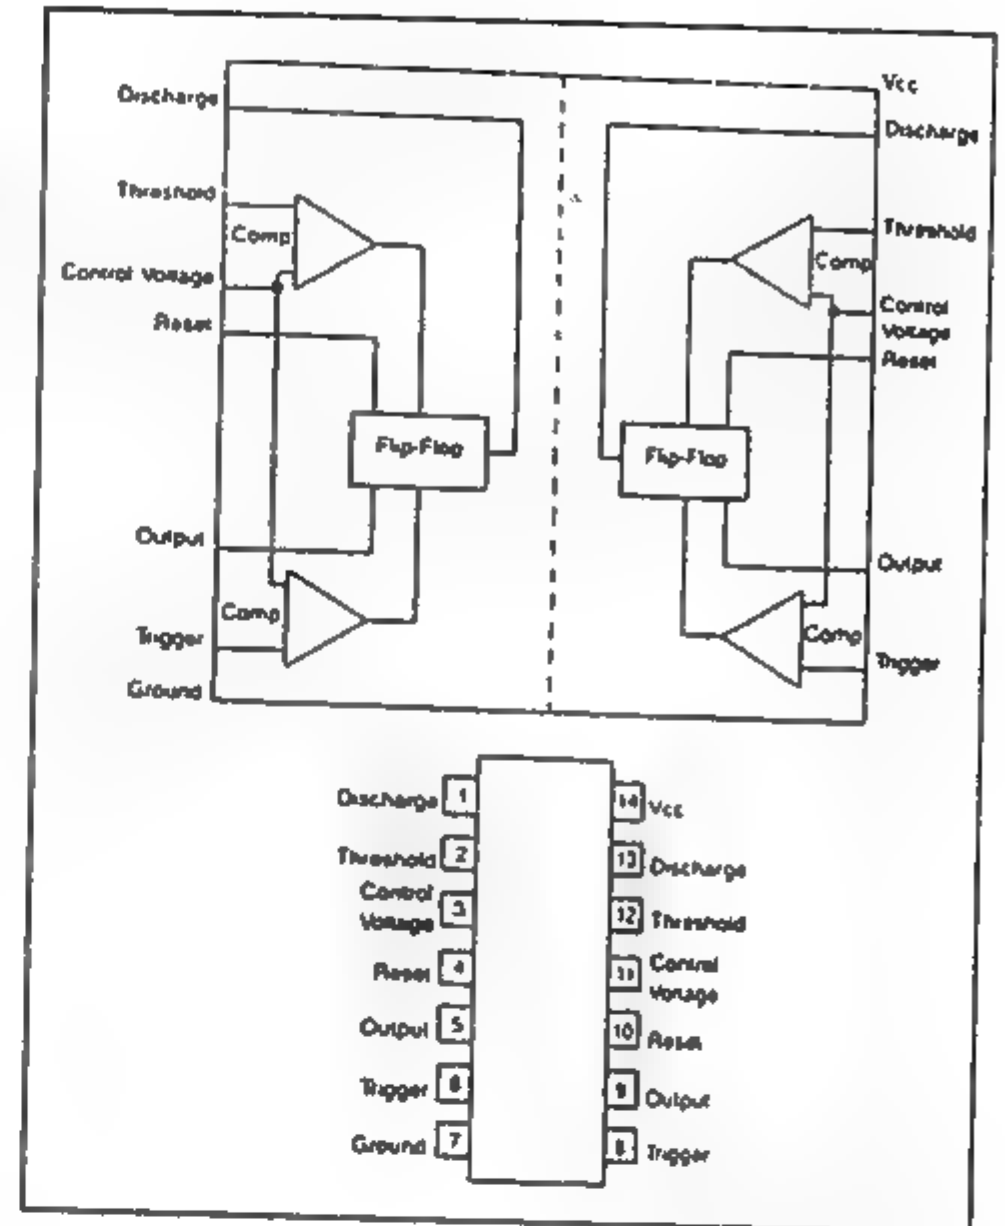 Discharge
Threshold
Comp
Control Voltage
Reset
Flip-Flop
Output
Comp
Trigger
Ground
Vcc
Discharge
Threshold
Comp
Control
Voltage
Reset
Flip-Flop
Output
Comp
Trigger
Discharge 1
Threshold 2
Control
Voltage 3
Reset 4
Output 5
Trigger 6
Ground 7
14 Vcc
13 Discharge
12 Threshold
11 Control
Voltage
10 Reset
9 Output
8 Trigger